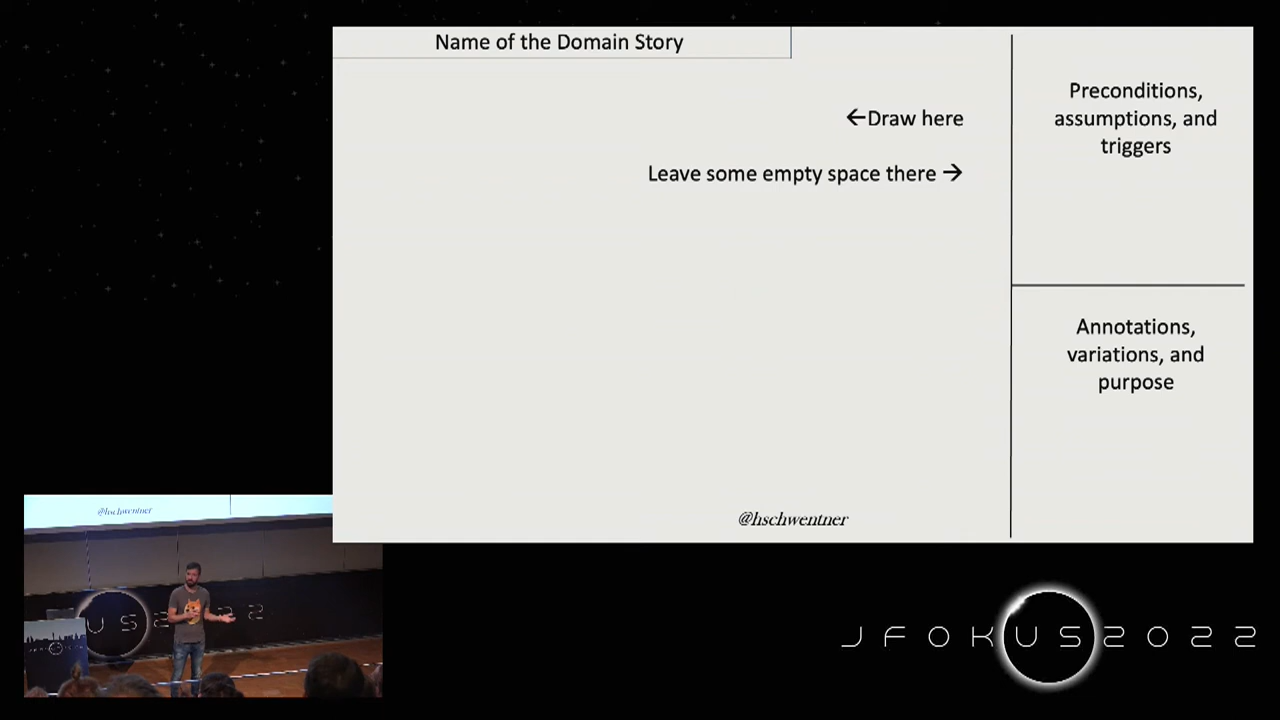 Name of the Domain Story
←Draw here
Leave some empty space there →
Preconditions,
assumptions, and
triggers
Annotations,
variations, and
purpose
@hschwentner
@hschwentner
US2022
JFOKUS2022